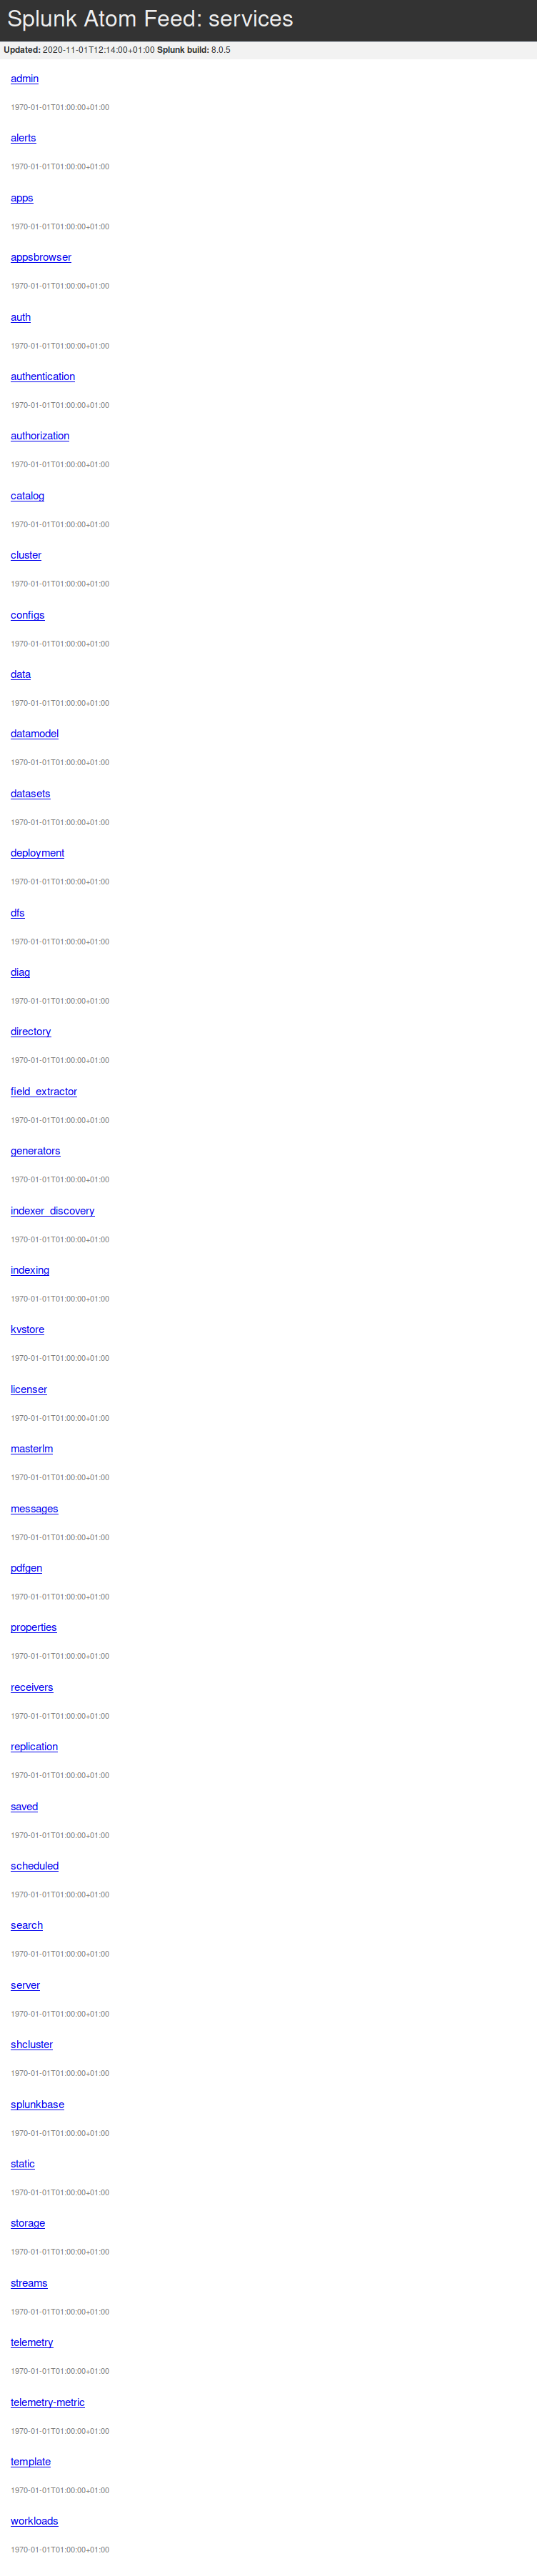 Splunk Atom Feed: services
Updated: 2020-11-01T12:14:00+01:00 Splunk build: 8.0.5
admin
1970-01-01T01:00:00+01:00
alerts
1970-01-01T01:00:00+01:00
apps
1970-01-01T01:00:00+01:00
appsbrowser
1970-01-01T01:00:00+01:00
auth
1970-01-01T01:00:00+01:00
authentication
1970-01-01T01:00:00+01:00
authorization
1970-01-01T01:00:00+01:00
catalog
1970-01-01T01:00:00+01:00
cluster
1970-01-01T01:00:00+01:00
configs
1970-01-01T01:00:00+01:00
data
1970-01-01T01:00:00+01:00
datamodel
1970-01-01T01:00:00+01:00
datasets
1970-01-01T01:00:00+01:00
deployment
1970-01-01T01:00:00+01:00
dfs
1970-01-01T01:00:00+01:00
diag
1970-01-01T01:00:00+01:00
directory
1970-01-01T01:00:00+01:00
field_extractor
1970-01-01T01:00:00+01:00
generators
1970-01-01T01:00:00+01:00
indexer_discovery
1970-01-01T01:00:00+01:00
indexing
1970-01-01T01:00:00+01:00
kvstore
1970-01-01T01:00:00+01:00
licenser
1970-01-01T01:00:00+01:00
masterlm
1970-01-01T01:00:00+01:00
messages
1970-01-01T01:00:00+01:00
pdfgen
1970-01-01T01:00:00+01:00
properties
1970-01-01T01:00:00+01:00
receivers
1970-01-01T01:00:00+01:00
replication
1970-01-01T01:00:00+01:00
saved
1970-01-01T01:00:00+01:00
scheduled
1970-01-01T01:00:00+01:00
search
1970-01-01T01:00:00+01:00
server
1970-01-01T01:00:00+01:00
shcluster
1970-01-01T01:00:00+01:00
splunkbase
1970-01-01T01:00:00+01:00
static
1970-01-01T01:00:00+01:00
storage
1970-01-01T01:00:00+01:00
streams
1970-01-01T01:00:00+01:00
telemetry
1970-01-01T01:00:00+01:00
telemetry-metric
1970-01-01T01:00:00+01:00
template
1970-01-01T01:00:00+01:00
workloads
1970-01-01T01:00:00+01:00